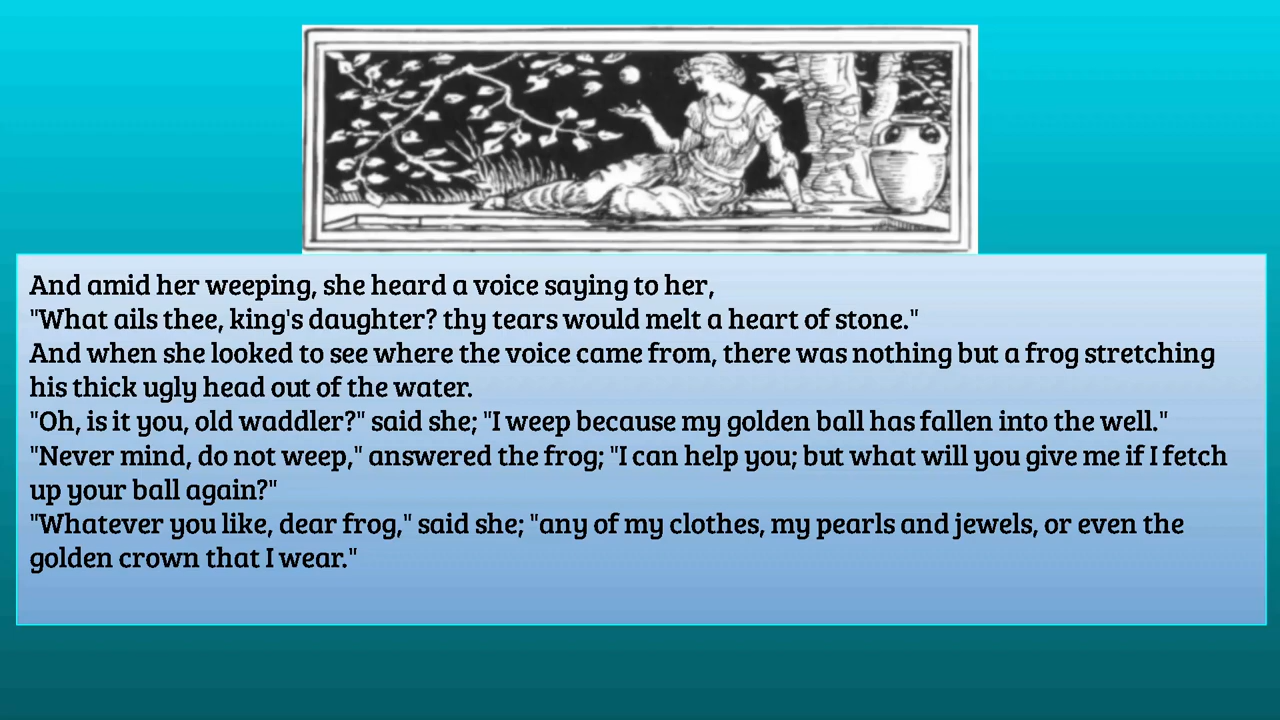 And amid her weeping, she heard a voice saying to her,
"What ails thee, king's daughter? thy tears would melt a heart of stone."
And when she looked to see where the voice came from, there was nothing but a frog stretching
his thick ugly head out of the water.
"Oh, is it you, old waddler?" said she; "I weep because my golden ball has fallen into the well."
"Never mind, do not weep," answered the frog; "I can help you; but what will you give me if I fetch
up your ball again?"
"Whatever you like, dear frog," said she; "any of my clothes, my pearls and jewels, or even the
golden crown that I wear."